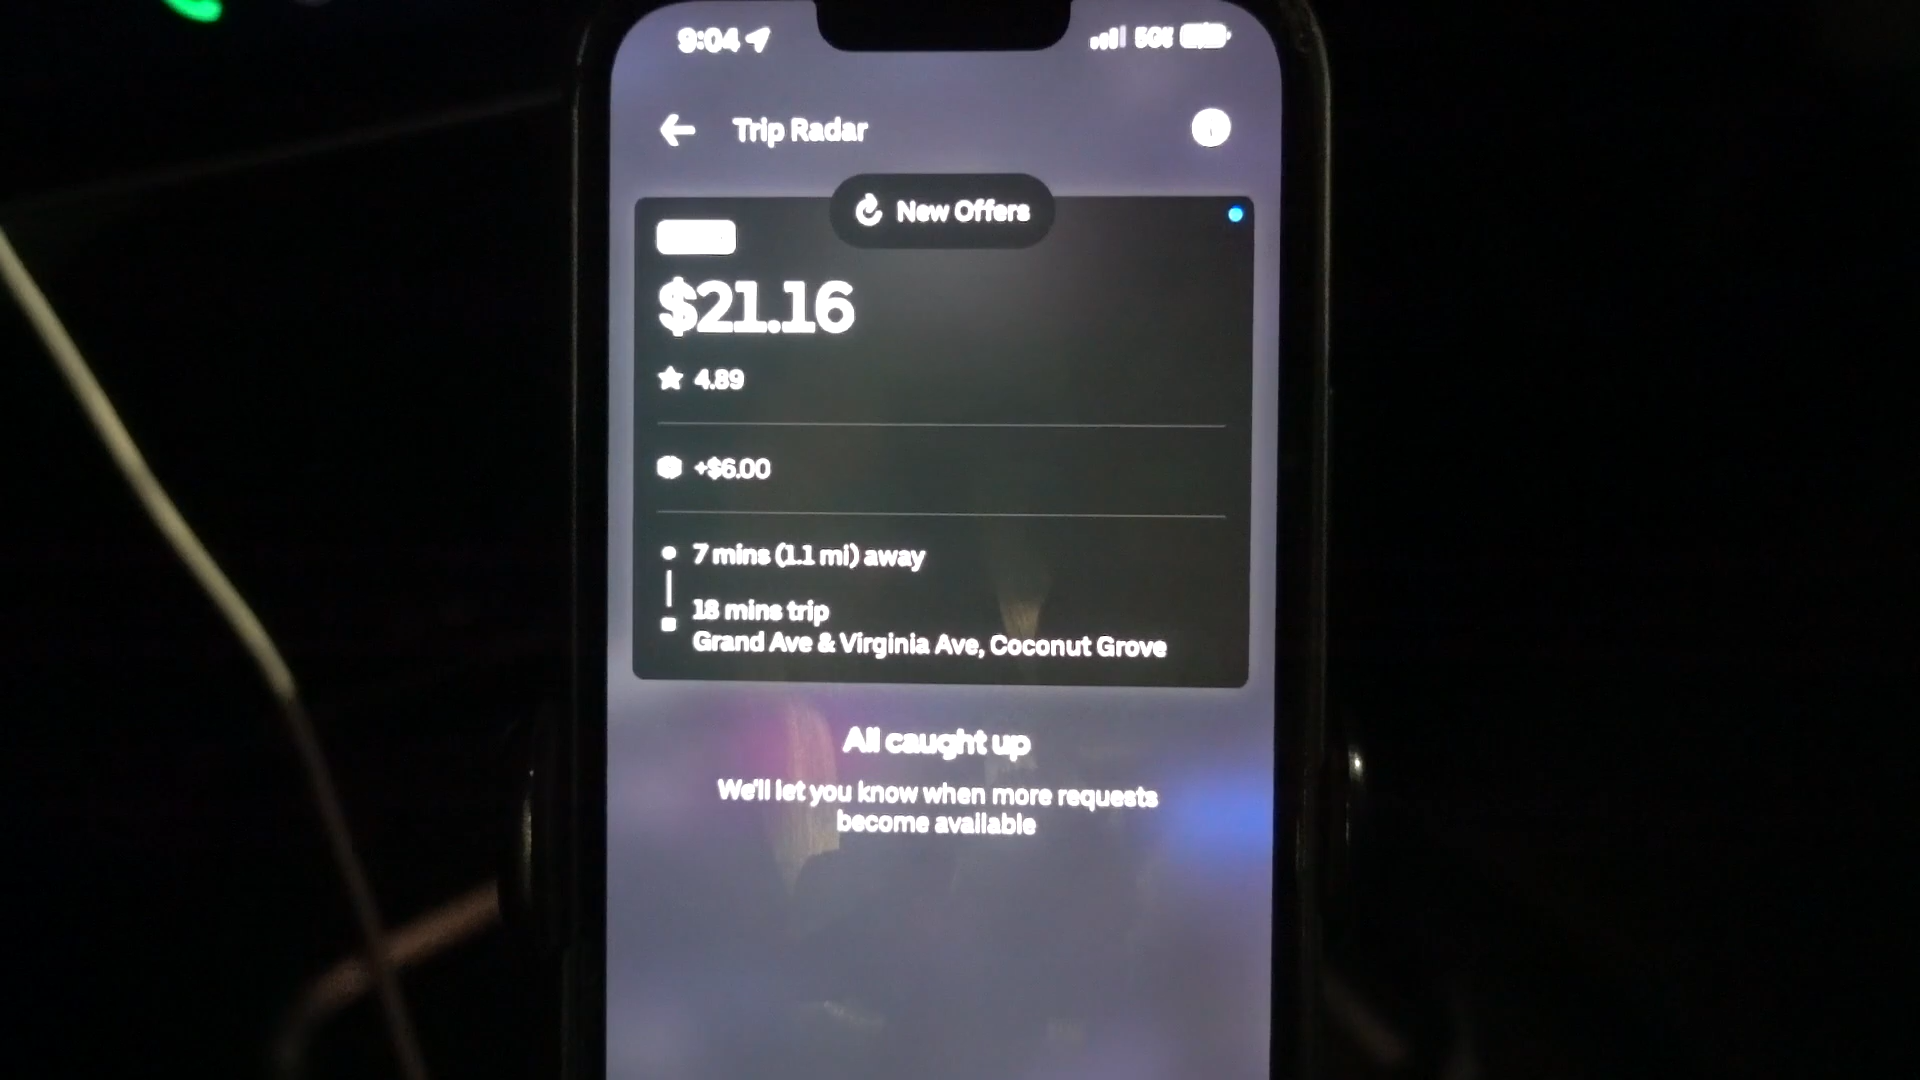 9:04
Trip Radar
New Offers
$21.16
4.89
+$6.00
7 mins (1.1 mi) away
18 mins trip
Grand Ave & Virginia Ave, Coconut Grove
All caught up
We'll let you know when more requests
become available